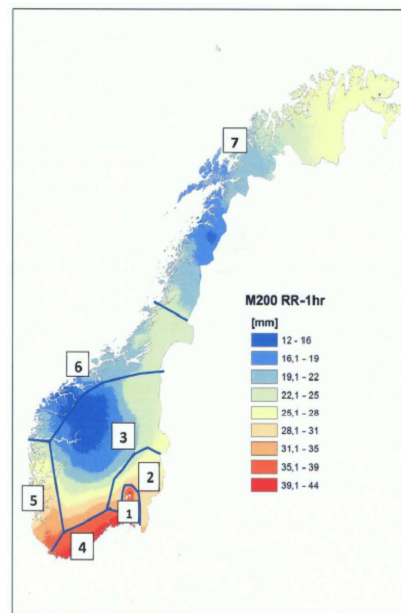 7
M200 RR-1hr
[mm]
12 - 16
16,1 – 19
19,1 – 22
22,1 – 25
25,1 – 28
28,1 – 31
31,1 – 35
35,1 – 39
39,1 – 44
6
3
2
5
1
4